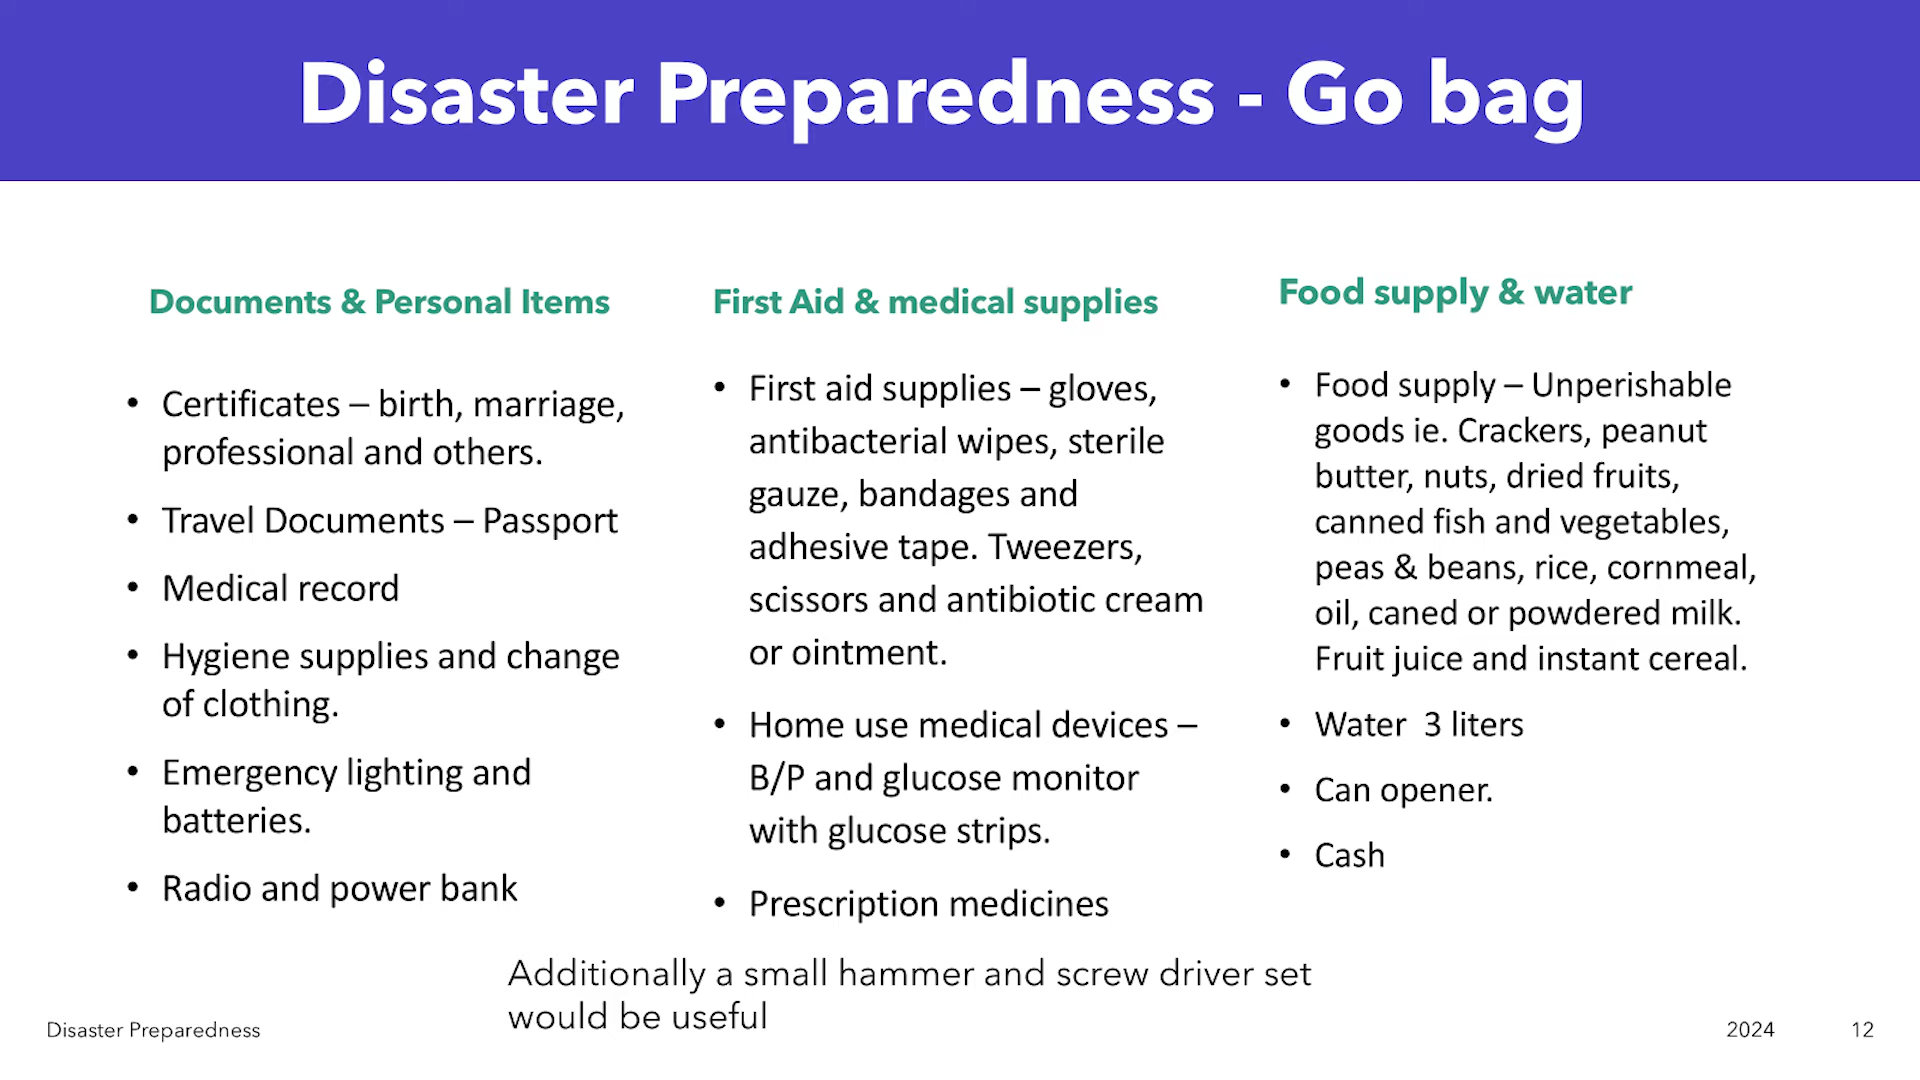 Disaster Preparedness - Go bag
Documents & Personal Items
• Certificates – birth, marriage,
professional and others.
• Travel Documents – Passport
• Medical record
• Hygiene supplies and change
of clothing.
• Emergency lighting and
batteries.
• Radio and power bank
First Aid & medical supplies
• First aid supplies – gloves,
antibacterial wipes, sterile
gauze, bandages and
adhesive tape. Tweezers,
scissors and antibiotic cream
or ointment.
• Home use medical devices –
B/P and glucose monitor
with glucose strips.
• Prescription medicines
Food supply & water
• Food supply – Unperishable
goods ie. Crackers, peanut
butter, nuts, dried fruits,
canned fish and vegetables,
peas & beans, rice, cornmeal,
oil, caned or powdered milk.
Fruit juice and instant cereal.
• Water 3 liters
• Can opener.
• Cash
Additionally a small hammer and screw driver set
would be useful
Disaster Preparedness
2024
12